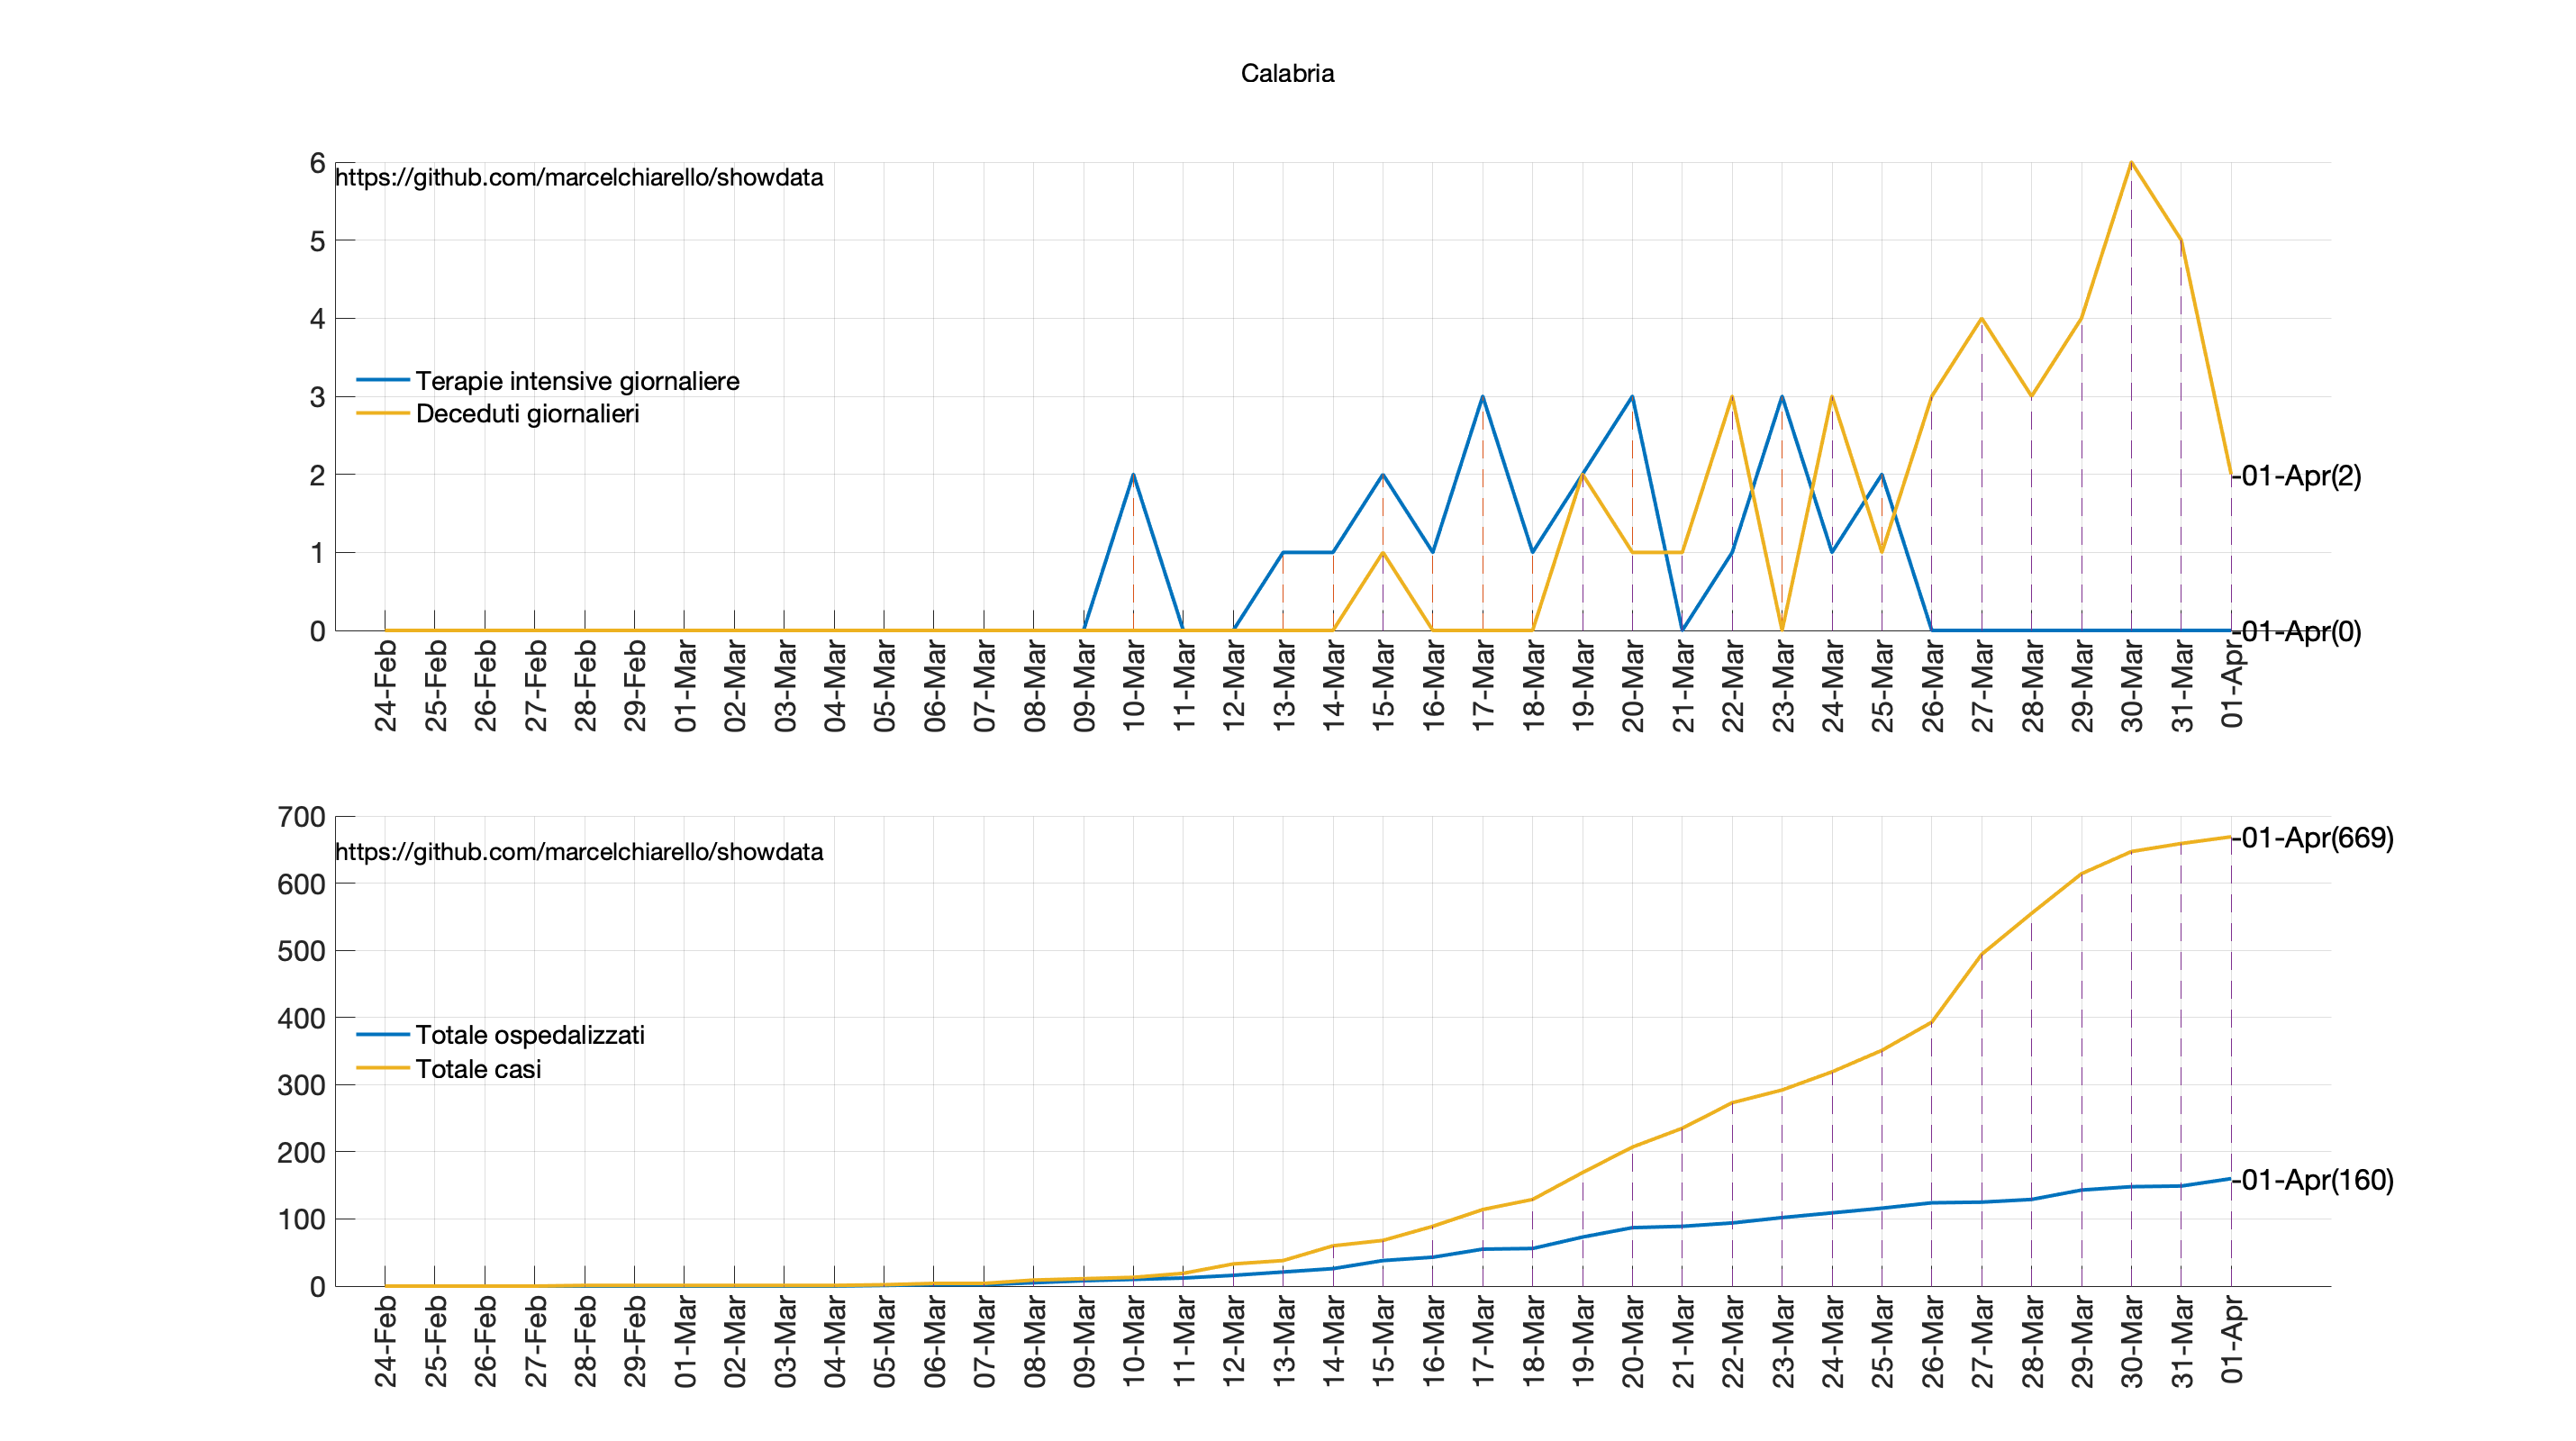 Calabria
6
https://github.com/marcelchiarello/showdata
5
4
Terapie intensive giornaliere
3
Deceduti giornalieri
2
-01-Apr(2)
1
0
-01-Apr(0)
24-Feb
25-Feb
26-Feb
27-Feb
28-Feb
29-Feb
01-Mar
02-Mar
03-Mar
04-Mar
05-Mar
06-Mar
07-Mar
08-Mar
09-Mar
10-Mar
11-Mar
12-Mar
13-Mar
14-Mar
15-Mar
16-Mar
17-Mar
18-Mar
19-Mar
20-Mar
21-Mar
22-Mar
23-Mar
24-Mar
25-Mar
26-Mar
27-Mar
28-Mar
29-Mar
30-Mar
31-Mar
01-Apr
700
-01-Apr(669)
https://github.com/marcelchiarello/showdata
600
500
400
Totale ospedalizzati
Totale casi
300
200
-01-Apr(160)
100
0
24-Feb
25-Feb
26-Feb
27-Feb
28-Feb
29-Feb
01-Mar
02-Mar
03-Mar
04-Mar
05-Mar
06-Mar
07-Mar
08-Mar
09-Mar
10-Mar
11-Mar
12-Mar
13-Mar
14-Mar
15-Mar
16-Mar
17-Mar
18-Mar
19-Mar
20-Mar
21-Mar
22-Mar
23-Mar
24-Mar
25-Mar
26-Mar
27-Mar
28-Mar
29-Mar
30-Mar
31-Mar
01-Apr